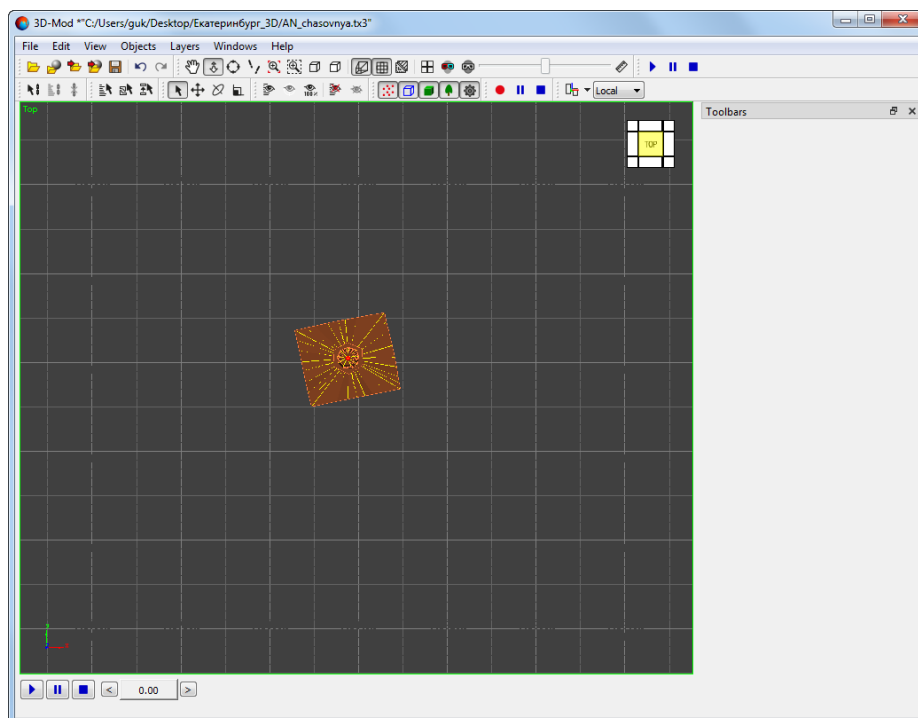 3D-Mod *"C:/Users/guk/Desktop/Екатеринбург_3D/AN_chasovnya.tx3"
File Edit View Objects Layers Windows Help
100%
Local
Top
TOP
Toolbars
< 0.00 >